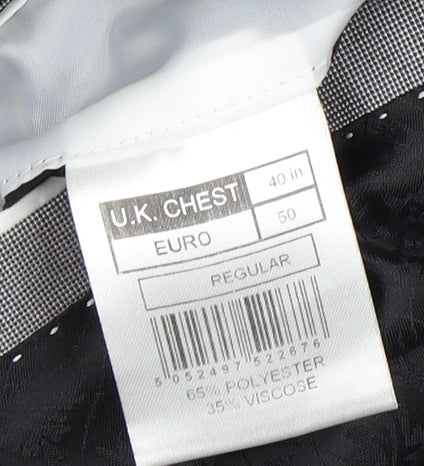 U.K. CHEST 40 in
EURO 50
REGULAR
5 052497 522676
65% POLYESTER
35% VISCOSE